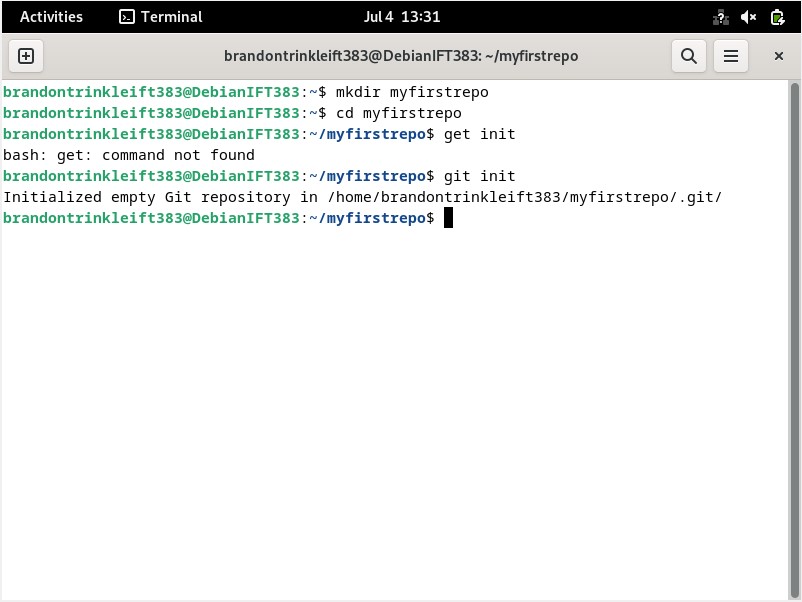 Activities Terminal Jul 4 13:31
brandontrinkleift383@DebianIFT383: ~/myfirstrepo
brandontrinkleift383@DebianIFT383:~$ mkdir myfirstrepo
brandontrinkleift383@DebianIFT383:~$ cd myfirstrepo
brandontrinkleift383@DebianIFT383:~/myfirstrepo$ get init
bash: get: command not found
brandontrinkleift383@DebianIFT383:~/myfirstrepo$ git init
Initialized empty Git repository in /home/brandontrinkleift383/myfirstrepo/.git/
brandontrinkleift383@DebianIFT383:~/myfirstrepo$